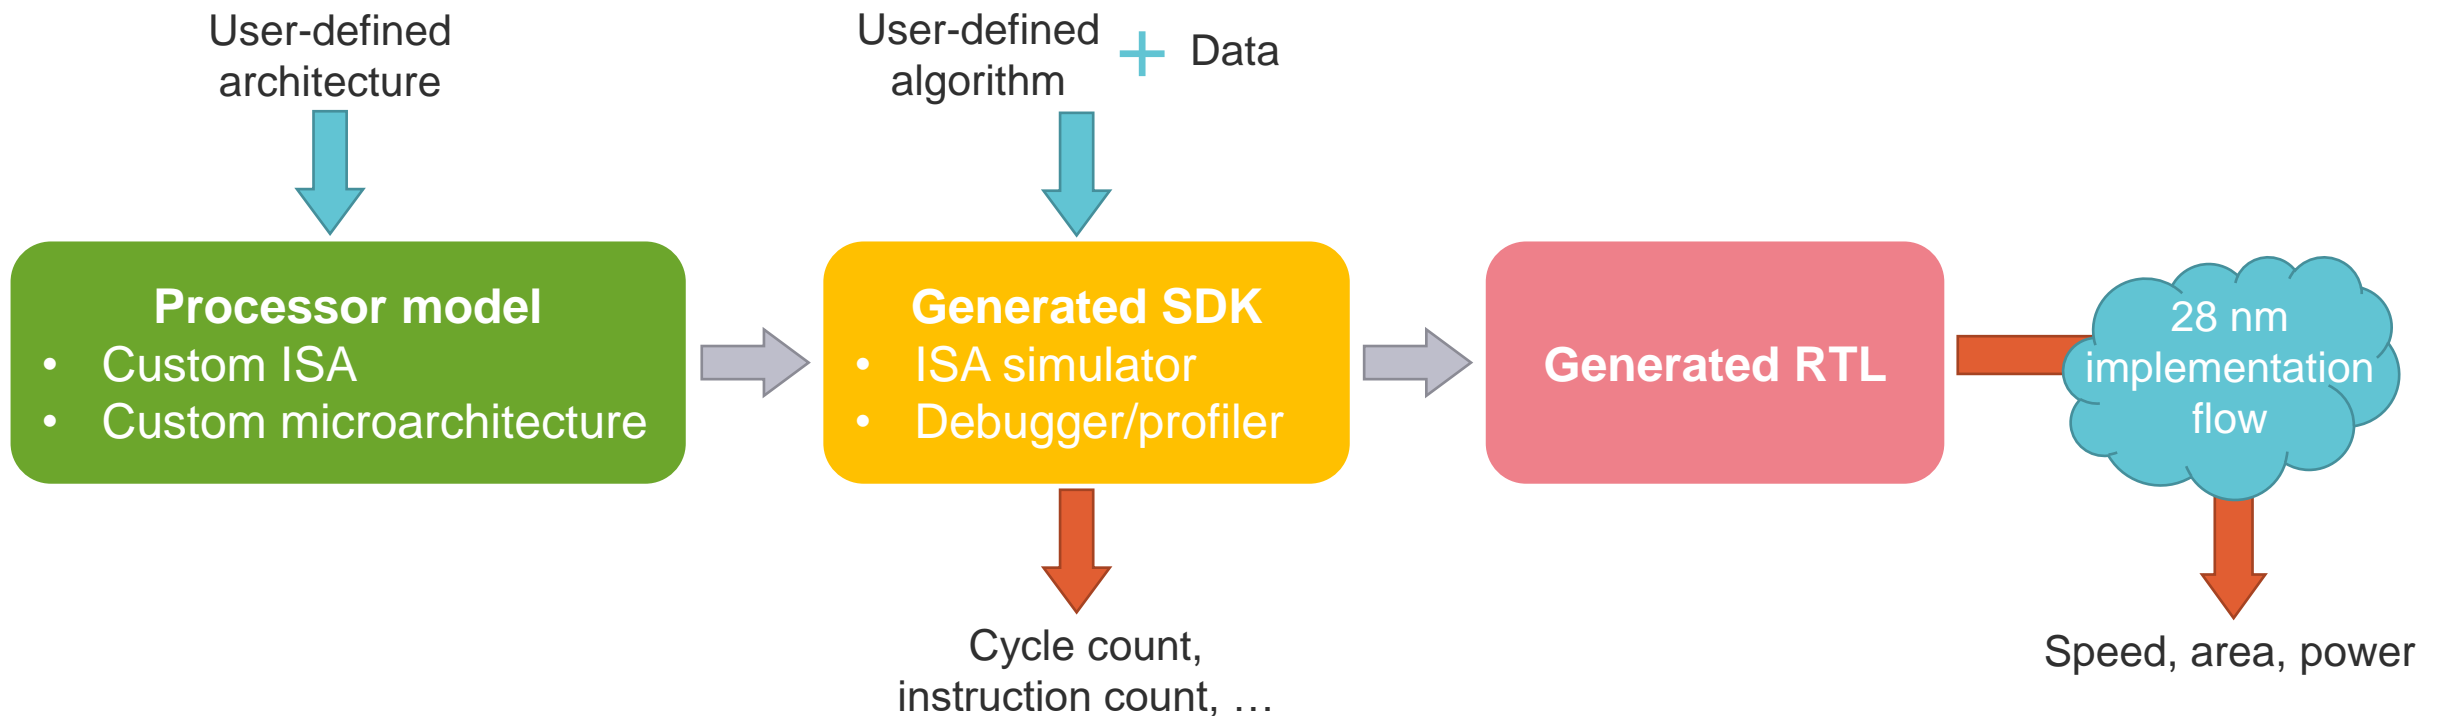 User-defined
architecture
User-defined
algorithm
+ Data
Processor model
• Custom ISA
• Custom microarchitecture
Generated SDK
• ISA simulator
• Debugger/profiler
Generated RTL
28 nm
implementation
flow
Cycle count,
instruction count, …
Speed, area, power